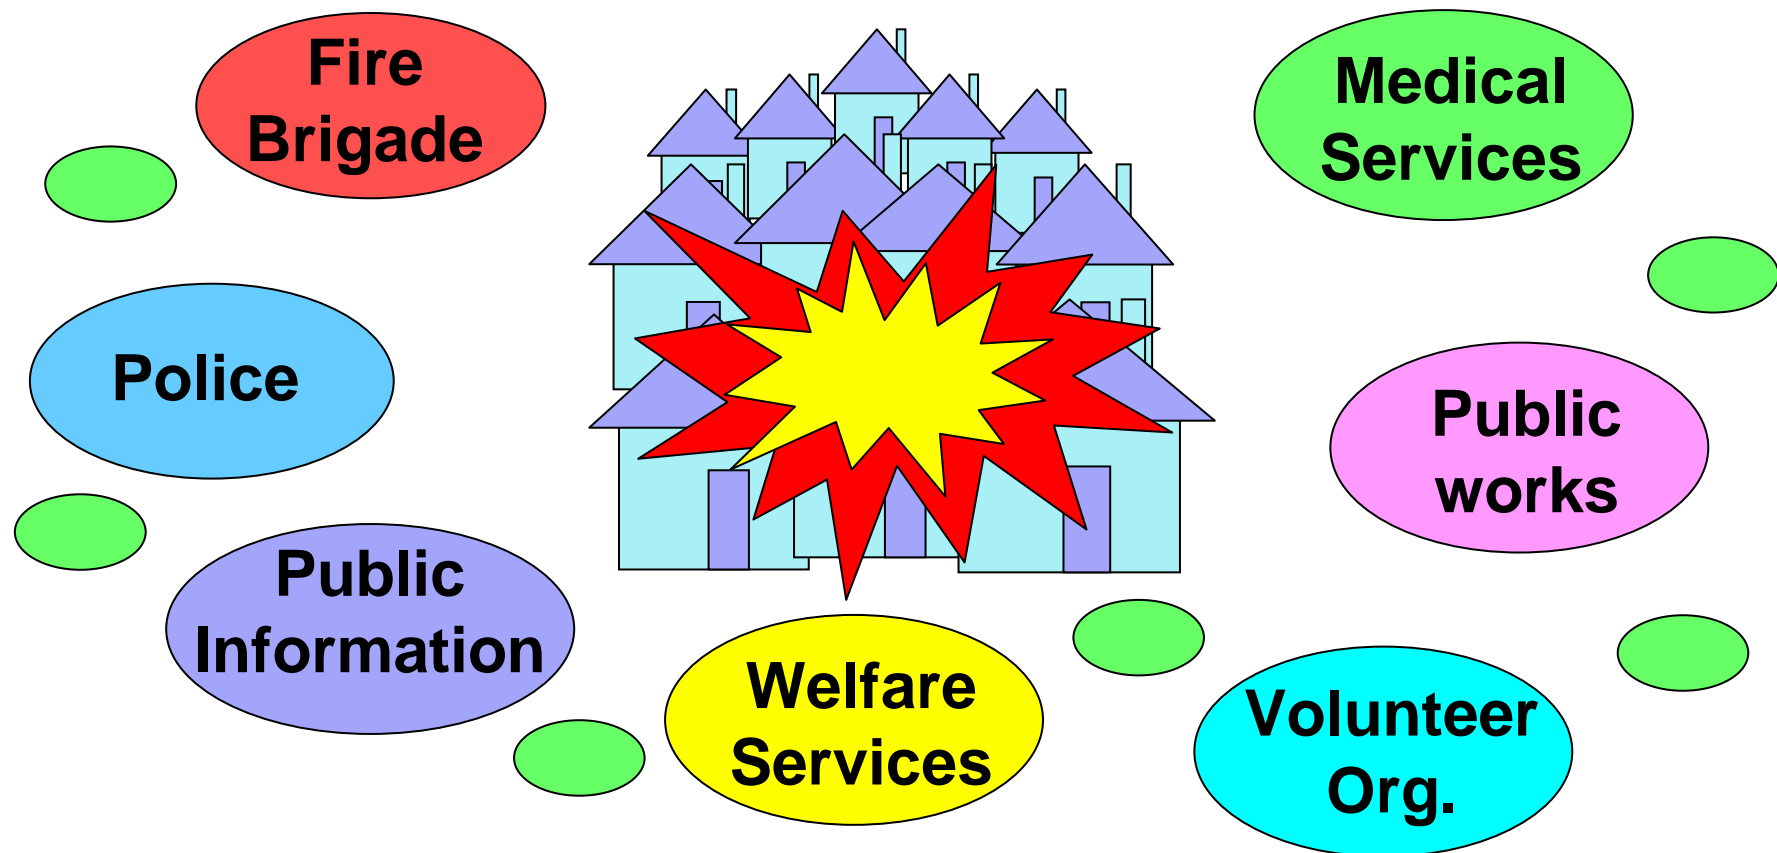 Fire
Brigade
Medical
Services
Police
Public
works
Public
Information
Welfare
Services
Volunteer
Org.